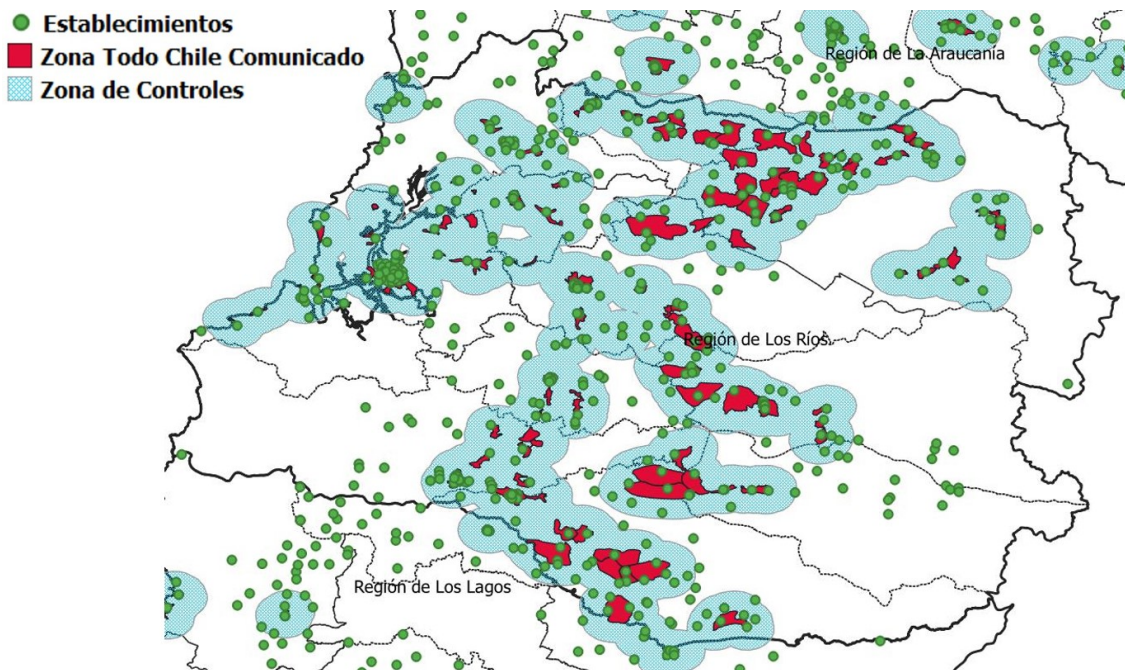 Establecimientos
Zona Todo Chile Comunicado
Zona de Controles
Región de La Araucanía
Región de Los Ríos
Región de Los Lagos